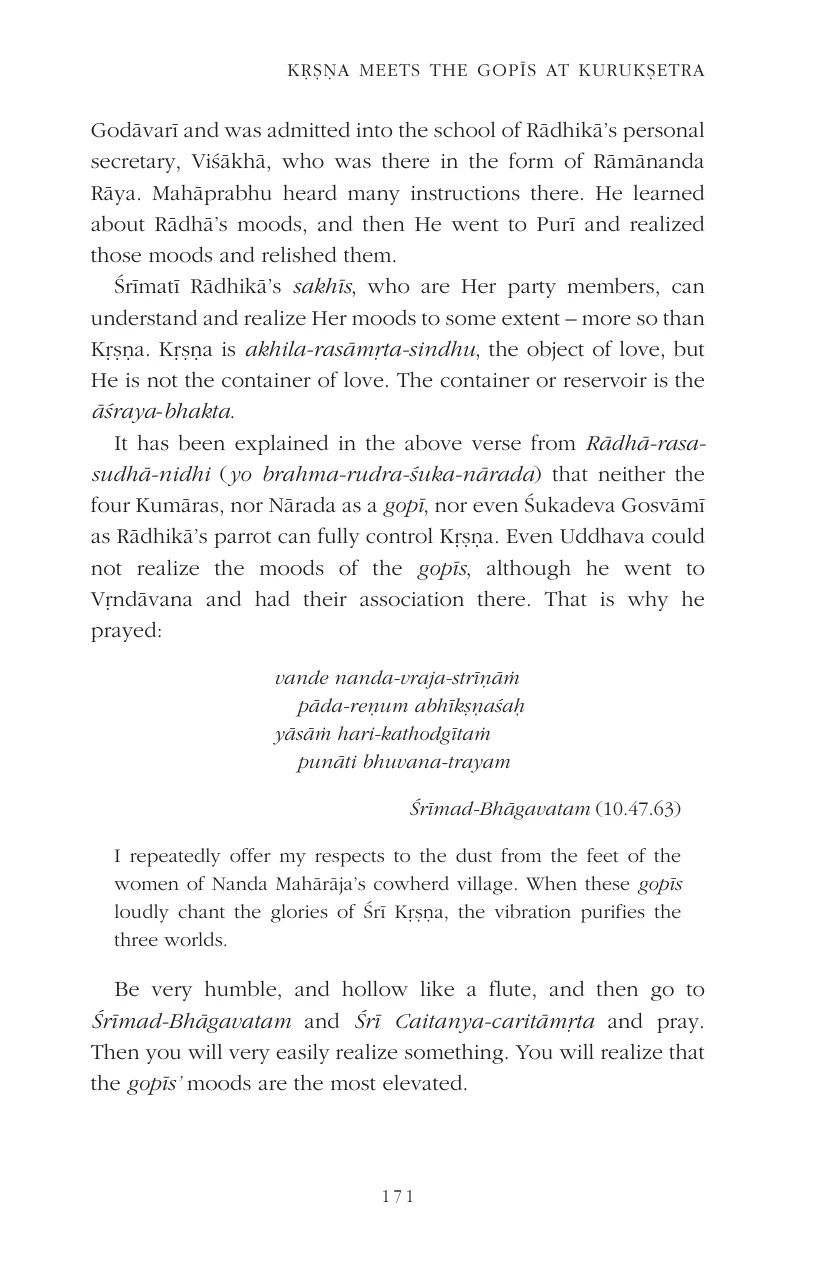 KṚṢṆA MEETS THE GOPĪS AT KURUKṢETRA
Godāvarī and was admitted into the school of Rādhikā’s personal
secretary, Viśākhā, who was there in the form of Rāmānanda
Rāya. Mahāprabhu heard many instructions there. He learned
about Rādhā’s moods, and then He went to Purī and realized
those moods and relished them.
Śrīmatī Rādhikā’s sakhīs, who are Her party members, can
understand and realize Her moods to some extent – more so than
Kṛṣṇa. Kṛṣṇa is akhila-rasāmṛta-sindhu, the object of love, but
He is not the container of love. The container or reservoir is the
āśraya-bhakta.
It has been explained in the above verse from Rādhā-rasa-
sudhā-nidhi (yo brahma-rudra-śuka-nārada) that neither the
four Kumāras, nor Nārada as a gopī, nor even Śukadeva Gosvāmī
as Rādhikā’s parrot can fully control Kṛṣṇa. Even Uddhava could
not realize the moods of the gopīs, although he went to
Vṛndāvana and had their association there. That is why he
prayed:
vande nanda-vraja-strīṇāṁ
pāda-reṇum abhīkṣṇaśaḥ
yāsāṁ hari-kathodgītaṁ
punāti bhuvana-trayam
Śrīmad-Bhāgavatam (10.47.63)
I repeatedly offer my respects to the dust from the feet of the
women of Nanda Mahārāja’s cowherd village. When these gopīs
loudly chant the glories of Śrī Kṛṣṇa, the vibration purifies the
three worlds.
Be very humble, and hollow like a flute, and then go to
Śrīmad-Bhāgavatam and Śrī Caitanya-caritāmṛta and pray.
Then you will very easily realize something. You will realize that
the gopīs’ moods are the most elevated.
171